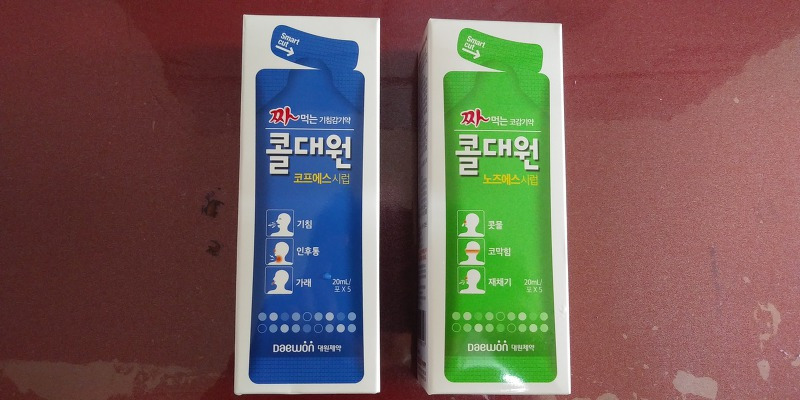 Smart
cut
짜 먹는 기침감기약
콜대원
코프에스 시럽
기침
인후통
가래
20mL/
포 X 5
DAEWON 대원제약
Smart
cut
짜 먹는 코감기약
콜대원
노즈에스 시럽
콧물
코막힘
재채기
20mL/
포 X 5
DAEWON 대원제약